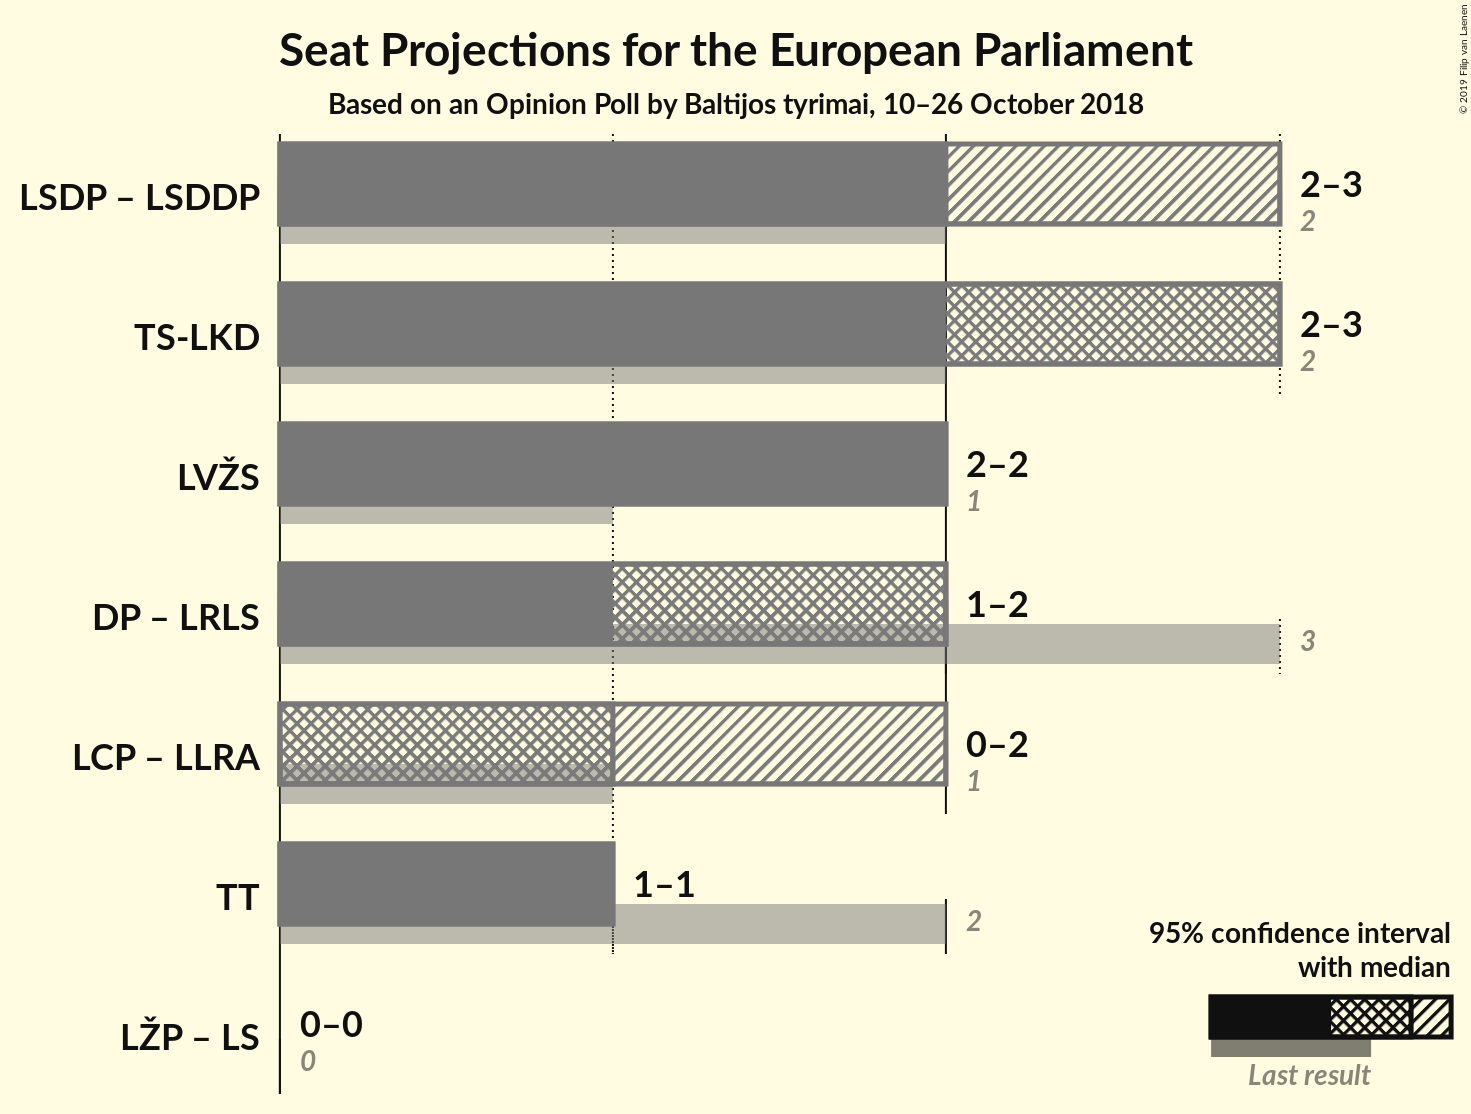 Seat Projections for the European Parliament
Based on an Opinion Poll by Baltijos tyrimai, 10–26 October 2018
© 2019 Filip van Laenen
LSDP – LSDDP
2–3
2
TS-LKD
2–3
2
LVŽS
2–2
1
DP – LRLS
1–2
3
LCP – LLRA
0–2
1
TT
1–1
2
LŽP – LS
0–0
0
95% confidence interval
with median
Last result